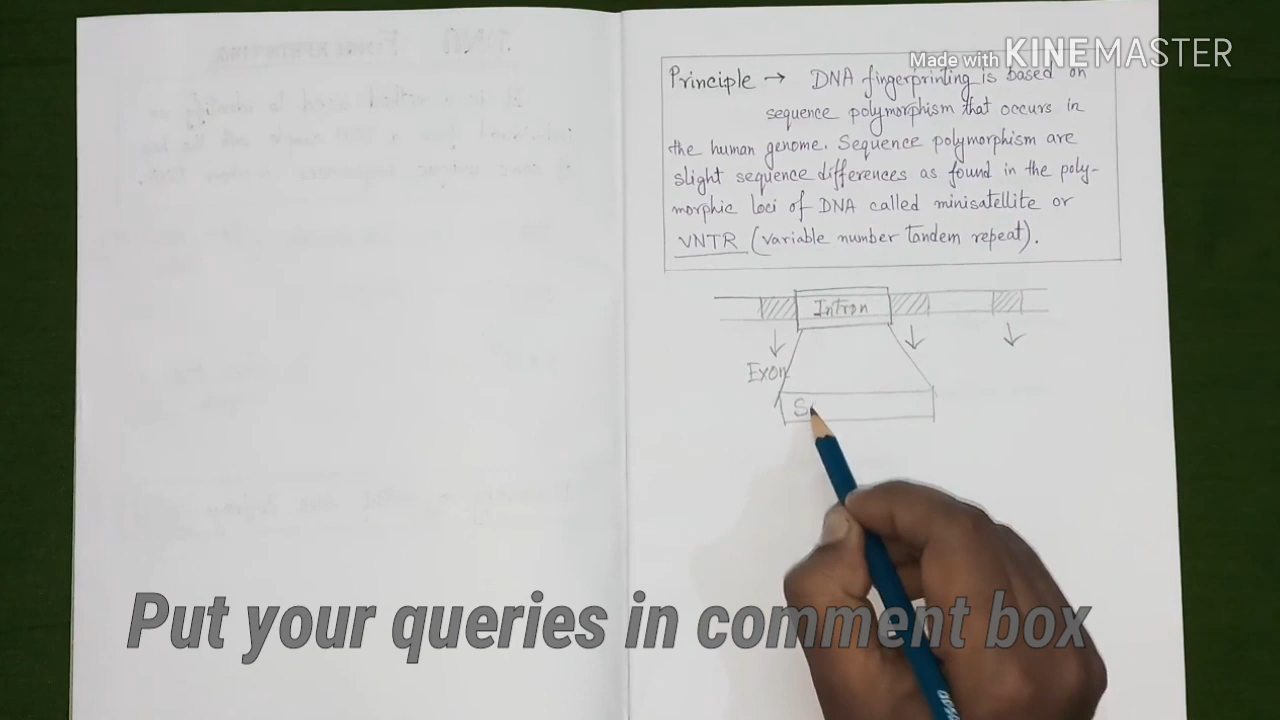 Made with KINEMASTER
Principle → DNA fingerprinting is based on
sequence polymorphism that occurs in
the human genome. Sequence polymorphism are
slight sequence differences as found in the poly-
morphic loci of DNA called minisatellite or
VNTR (variable number tandem repeat).
Intron
Exon
S
Put your queries in comment box